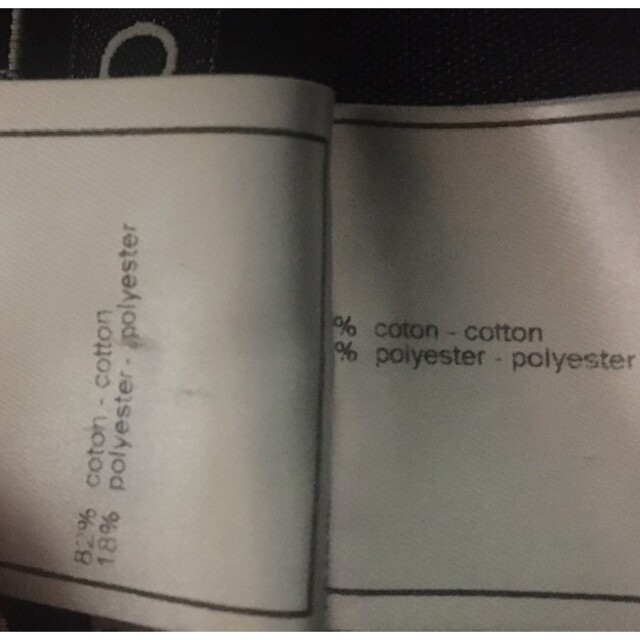 82% coton - cotton
18% polyester - polyester
% coton - cotton
% polyester - polyester